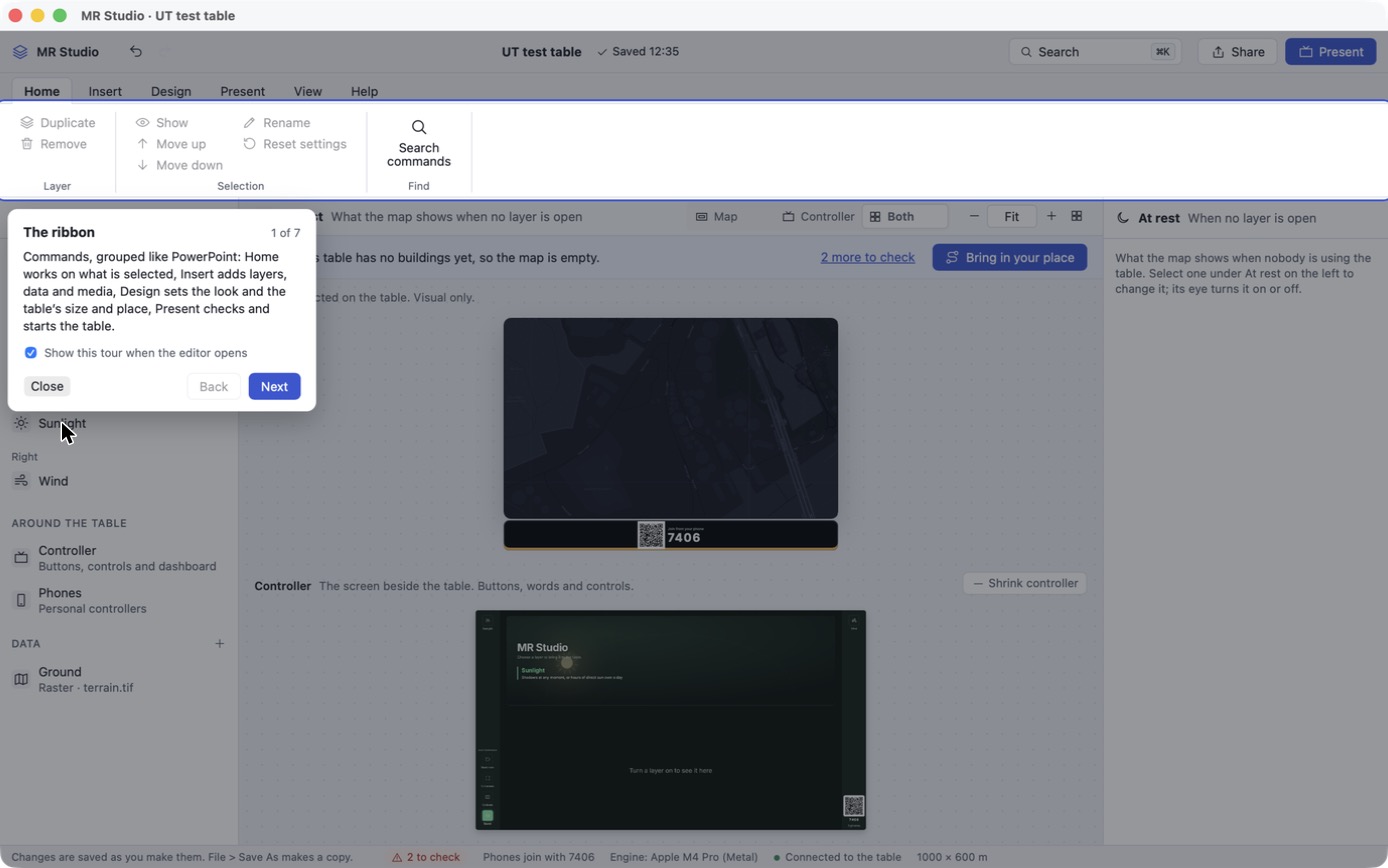 MR Studio · UT test table
MR Studio
UT test table
Saved 12:35
Search
⌘K
Share
Present
Home
Insert
Design
Present
View
Help
Duplicate
Remove
Layer
Show
Move up
Move down
Rename
Reset settings
Selection
Search
commands
Find
The ribbon
1 of 7
Commands, grouped like PowerPoint: Home
works on what is selected, Insert adds layers,
data and media, Design sets the look and the
table's size and place, Present checks and
starts the table.
Show this tour when the editor opens
Close
Back
Next
Sunlight
Right
Wind
AROUND THE TABLE
Controller
Buttons, controls and dashboard
Phones
Personal controllers
DATA
Ground
Raster · terrain.tif
What the map shows when no layer is open
Map
Controller
Both
Fit
table has no buildings yet, so the map is empty.
2 more to check
Bring in your place
on the table. Visual only.
Join from your phone
7406
Controller
The screen beside the table. Buttons, words and controls.
Shrink controller
MR Studio
Sunlight
Turn a layer on to see it here
At rest
When no layer is open
What the map shows when nobody is using the
table. Select one under At rest on the left to
change it; its eye turns it on or off.
Changes are saved as you make them. File > Save As makes a copy.
2 to check
Phones join with 7406
Engine: Apple M4 Pro (Metal)
Connected to the table
1000 × 600 m